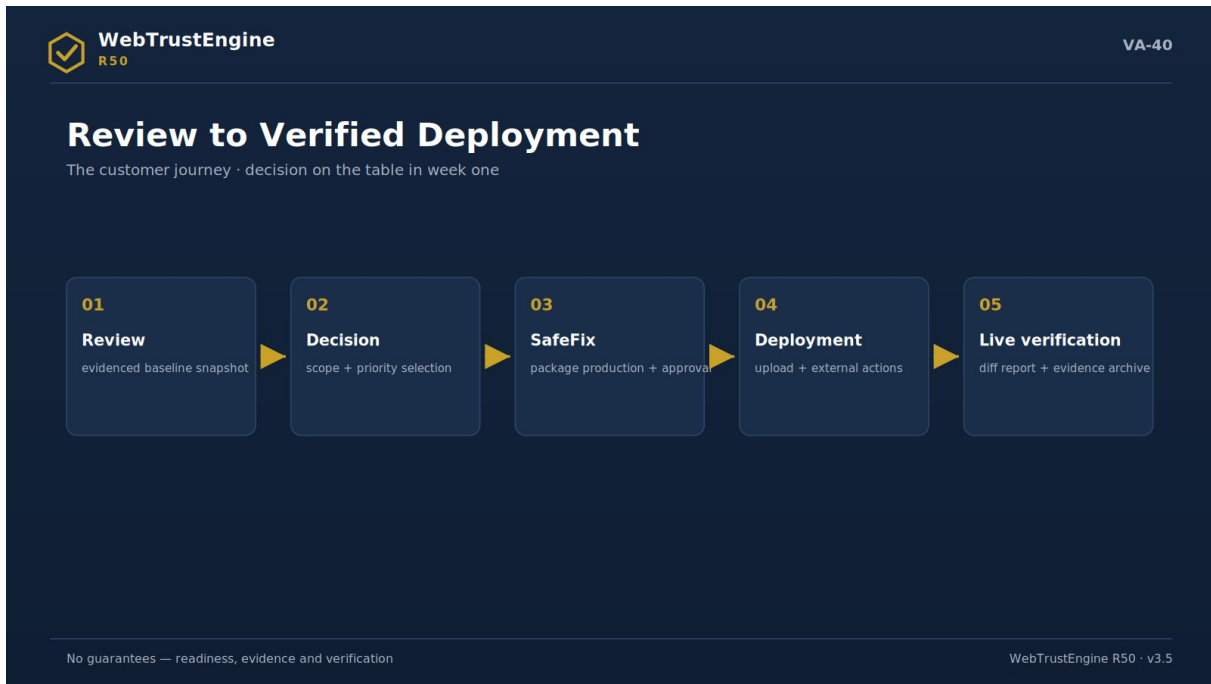 WebTrustEngine
R50
VA-40
Review to Verified Deployment
The customer journey · decision on the table in week one
01
Review
evidenced baseline snapshot
02
Decision
scope + priority selection
03
SafeFix
package production + approval
04
Deployment
upload + external actions
05
Live verification
diff report + evidence archive
No guarantees — readiness, evidence and verification
WebTrustEngine R50 · v3.5